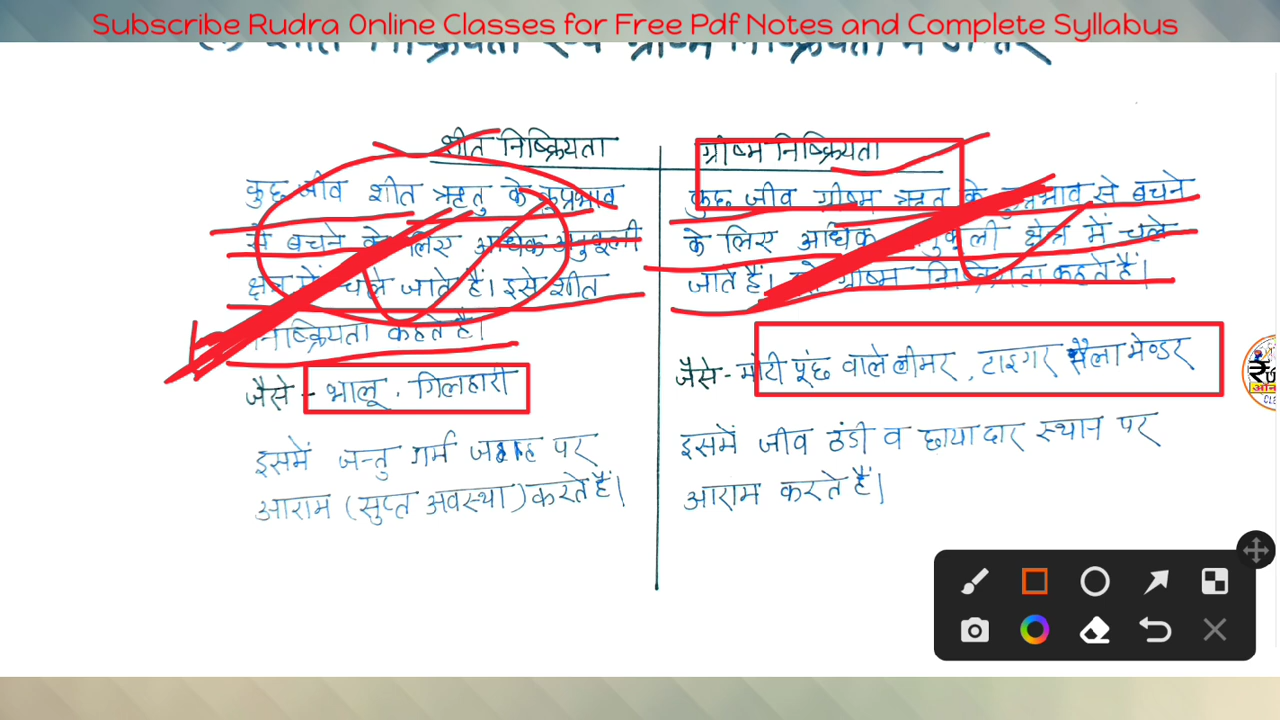 Subscribe Rudra Online Classes for Free Pdf Notes and Complete Syllabus
शीत निष्क्रियता
कुछ जीव शीत ऋतु के कुप्रभाव
से बचने के लिए अधिक अनुकूली
क्षेत्र में चले जाते हैं। इसे शीत
निष्क्रियता कहते है।
जैसे - भालू, गिलहारी
इसमें जन्तु गर्म जगह पर
आराम (सुप्त अवस्था) करते हैं।
ग्रीष्म निष्क्रियता
कुछ जीव ग्रीष्म ऋतु के कुप्रभाव से बचने
के लिए अधिक अनुकूली क्षेत्र में चले
जाते हैं। ग्रीष्म निष्क्रियता कहते हैं।
जैसे - मोटी पूंछ वाले लीमर, टाइगर सैलामेण्डर
इसमें जीव ठंडी व छायादार स्थान पर
आराम करते हैं।